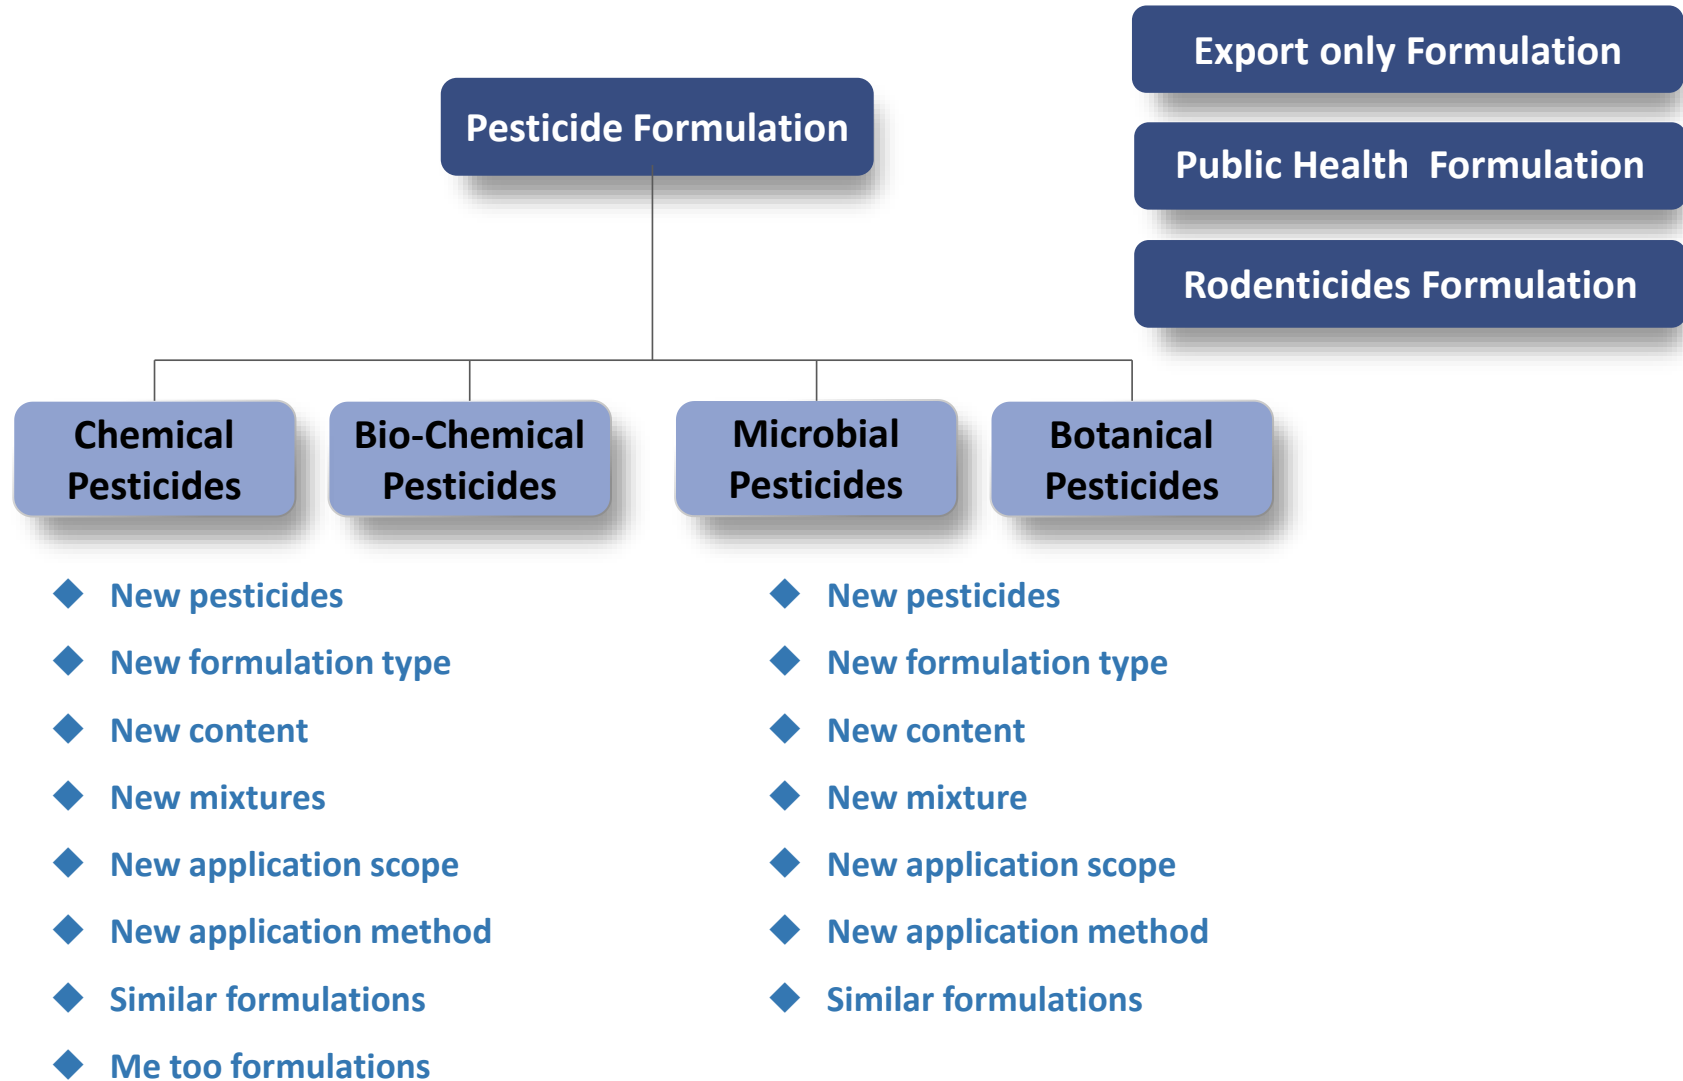 Export only Formulation
Pesticide Formulation
Public Health  Formulation
Rodenticides Formulation
Chemical
Pesticides
Bio-Chemical
Pesticides
Microbial
Pesticides
Botanical
Pesticides
New pesticides
New formulation type
New content
New mixtures
New application scope
New application method
Similar formulations
Me too formulations
New pesticides
New formulation type
New content
New mixture
New application scope
New application method
Similar formulations